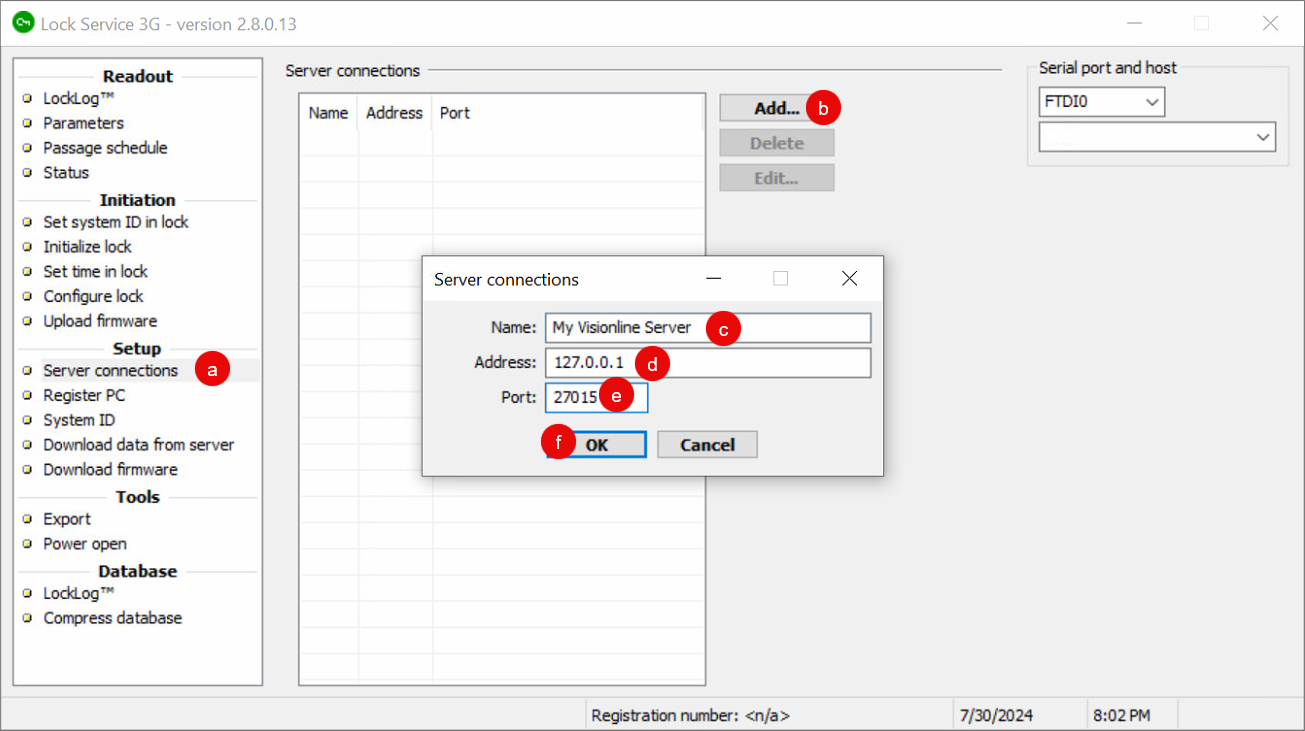 Lock Service 3G - version 2.8.0.13
Readout
LockLog™
Parameters
Passage schedule
Status
Initiation
Set system ID in lock
Initialize lock
Set time in lock
Configure lock
Upload firmware
Setup
Server connections a
Register PC
System ID
Download data from server
Download firmware
Tools
Export
Power open
Database
LockLog™
Compress database
Server connections
Name Address Port
Add... b
Delete
Edit...
Serial port and host
FTDI0
Server connections
Name: My Visionline Server c
Address: 127.0.0.1 d
Port: 27015 e
f OK Cancel
Registration number: <n/a> 7/30/2024 8:02 PM